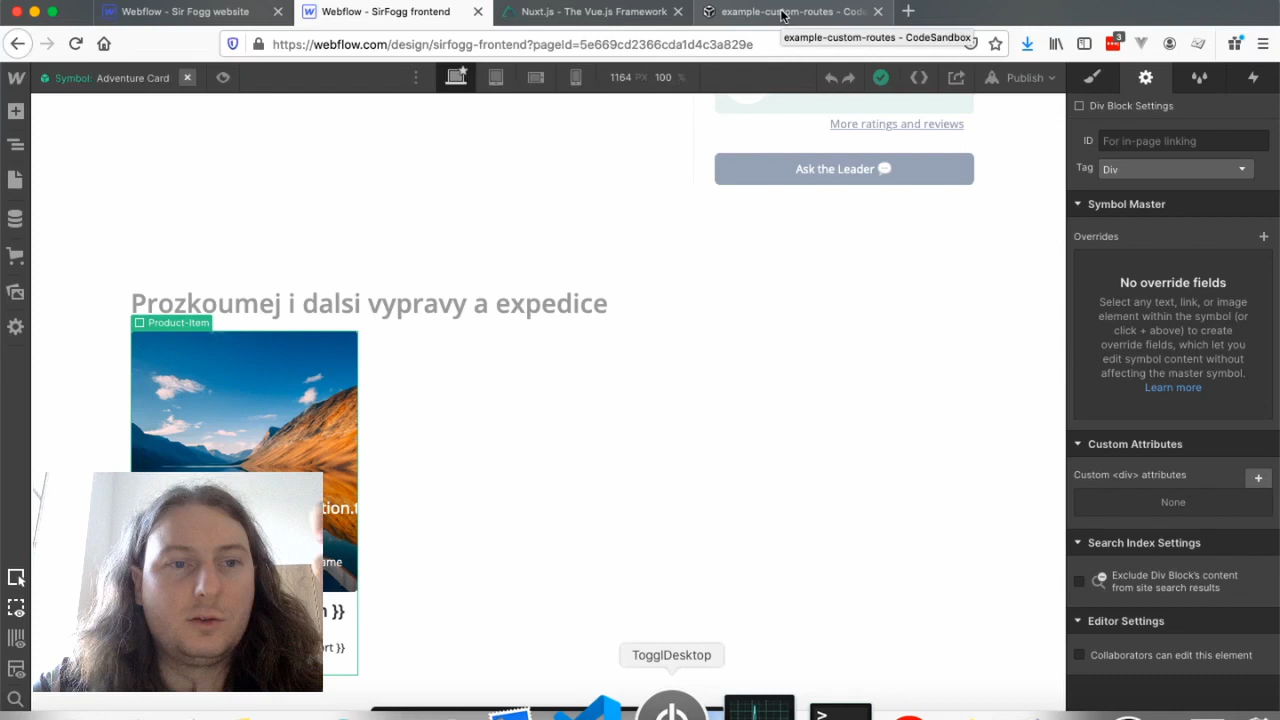 Webflow - Sir Fogg website
Webflow - SirFogg frontend
Nuxt.js - The Vue.js Framework
example-custom-routes - Code
https://webflow.com/design/sirfogg-frontend?pageId=5e669cd2366cda1d4c3a829e
example-custom-routes - CodeSandbox
3
Symbol: Adventure Card
1164 PX 100 %
Publish
Div Block Settings
More ratings and reviews
ID For in-page linking
Tag Div
Ask the Leader 💬
Symbol Master
Overrides
No override fields
Select any text, link, or image
element within the symbol (or
click + above) to create
override fields, which let you
edit symbol content without
affecting the master symbol.
Learn more
Prozkoumej i dalsi vypravy a expedice
Product-Item
Custom Attributes
Custom <div> attributes
None
ction.t
Search Index Settings
ame
Exclude Div Block's content
from site search results
}}
Editor Settings
ort }}
Collaborators can edit this element
TogglDesktop